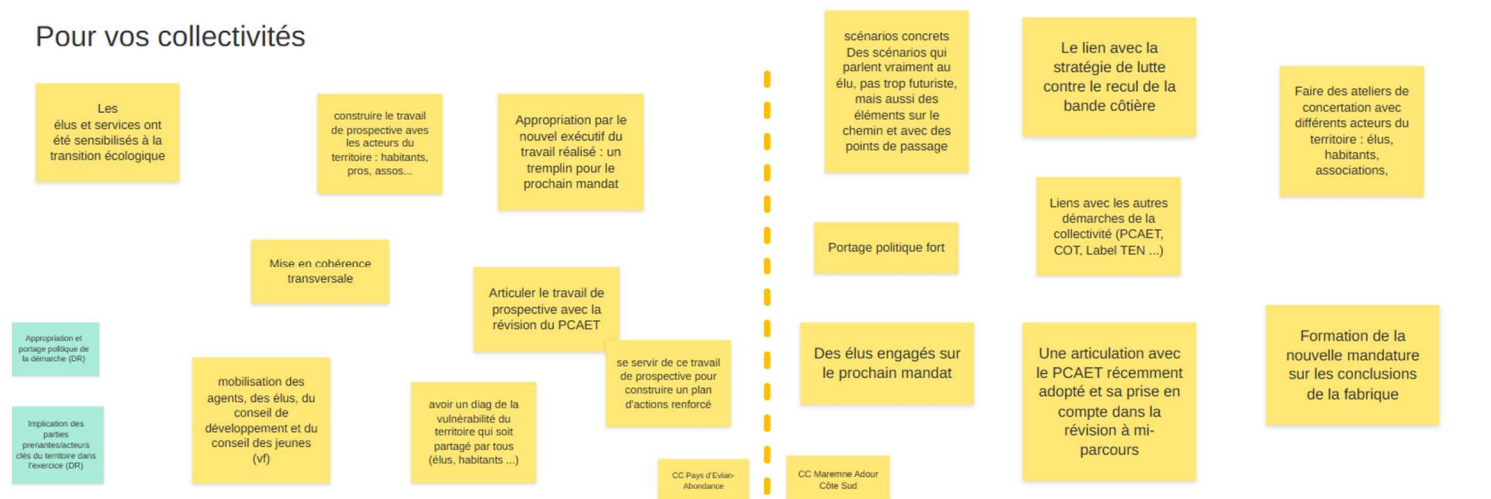 Pour vos collectivités
Les
élus et services ont
été sensibilisés à la
transition écologique
construire le travail
de prospective aves
les acteurs du
territoire : habitants,
pros, assos...
Appropriation par le
nouvel exécutif du
travail réalisé : un
tremplin pour le
prochain mandat
Mise en cohérence
transversale
Articuler le travail de
prospective avec la
révision du PCAET
Appropriation et
portage politique de
la démarche (DR)
Implication des
parties
prenantes/acteurs
clés du territoire dans
l'exercice (DR)
mobilisation des
agents, des élus, du
conseil de
développement et du
conseil des jeunes
(vf)
avoir un diag de la
vulnérabilité du
territoire qui soit
partagé par tous
(élus, habitants ...)
se servir de ce travail
de prospective pour
construire un plan
d'actions renforcé
CC Pays d'Evian-
Abondance
scénarios concrets
Des scénarios qui
parlent vraiment au
élu, pas trop futuriste,
mais aussi des
éléments sur le
chemin et avec des
points de passage
Le lien avec la
stratégie de lutte
contre le recul de la
bande côtière
Faire des ateliers de
concertation avec
différents acteurs du
territoire : élus,
habitants,
associations,
Portage politique fort
Liens avec les autres
démarches de la
collectivité (PCAET,
COT, Label TEN ...)
Des élus engagés sur
le prochain mandat
Une articulation avec
le PCAET récemment
adopté et sa prise en
compte dans la
révision à mi-
parcours
Formation de la
nouvelle mandature
sur les conclusions
de la fabrique
CC Maremne Adour
Côte Sud